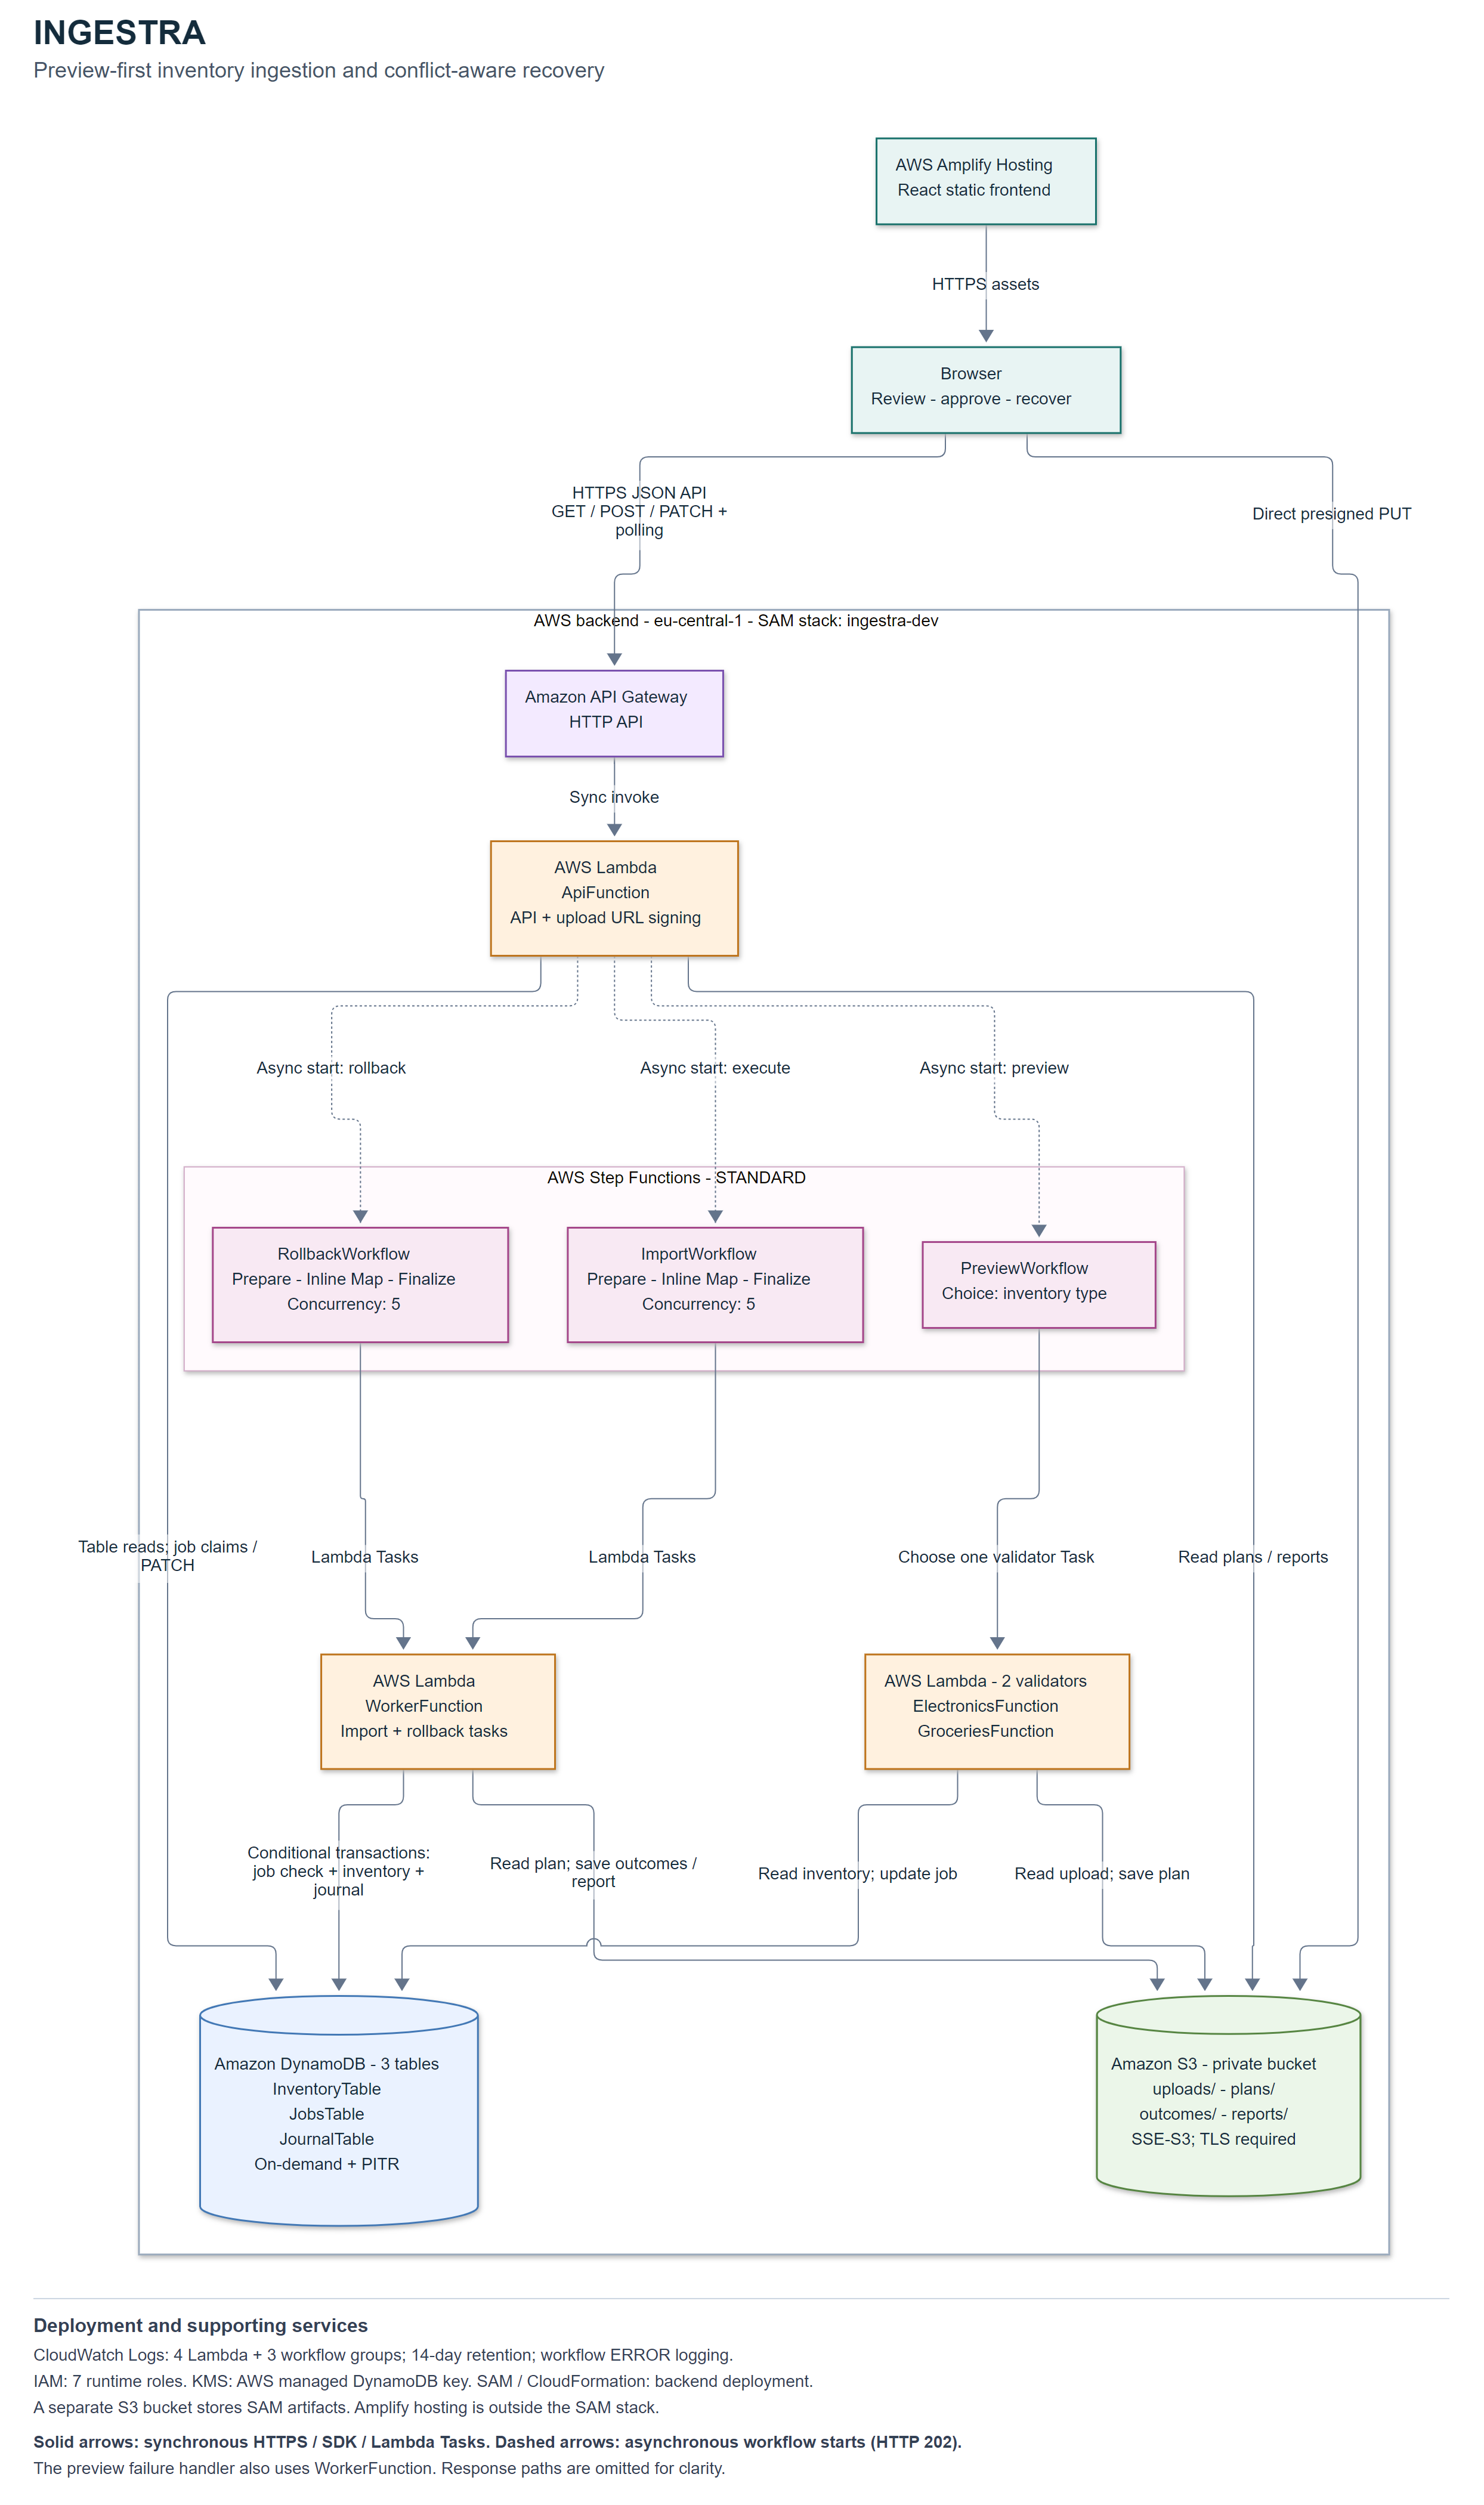 INGESTRA
Preview-first inventory ingestion and conflict-aware recovery
AWS Amplify Hosting
React static frontend
HTTPS assets
Browser
Review - approve - recover
HTTPS JSON API
GET / POST / PATCH +
polling
Direct presigned PUT
AWS backend - eu-central-1 - SAM stack: ingestra-dev
Amazon API Gateway
HTTP API
Sync invoke
AWS Lambda
ApiFunction
API + upload URL signing
Async start: rollback
Async start: execute
Async start: preview
AWS Step Functions - STANDARD
RollbackWorkflow
Prepare - Inline Map - Finalize
Concurrency: 5
ImportWorkflow
Prepare - Inline Map - Finalize
Concurrency: 5
PreviewWorkflow
Choice: inventory type
Table reads; job claims /
PATCH
Lambda Tasks
Lambda Tasks
Choose one validator Task
Read plans / reports
AWS Lambda
WorkerFunction
Import + rollback tasks
AWS Lambda - 2 validators
ElectronicsFunction
GroceriesFunction
Conditional transactions:
job check + inventory +
journal
Read plan; save outcomes /
report
Read inventory; update job
Read upload; save plan
Amazon DynamoDB - 3 tables
InventoryTable
JobsTable
JournalTable
On-demand + PITR
Amazon S3 - private bucket
uploads/ - plans/
outcomes/ - reports/
SSE-S3; TLS required
Deployment and supporting services
CloudWatch Logs: 4 Lambda + 3 workflow groups; 14-day retention; workflow ERROR logging.
IAM: 7 runtime roles. KMS: AWS managed DynamoDB key. SAM / CloudFormation: backend deployment.
A separate S3 bucket stores SAM artifacts. Amplify hosting is outside the SAM stack.
Solid arrows: synchronous HTTPS / SDK / Lambda Tasks. Dashed arrows: asynchronous workflow starts (HTTP 202).
The preview failure handler also uses WorkerFunction. Response paths are omitted for clarity.